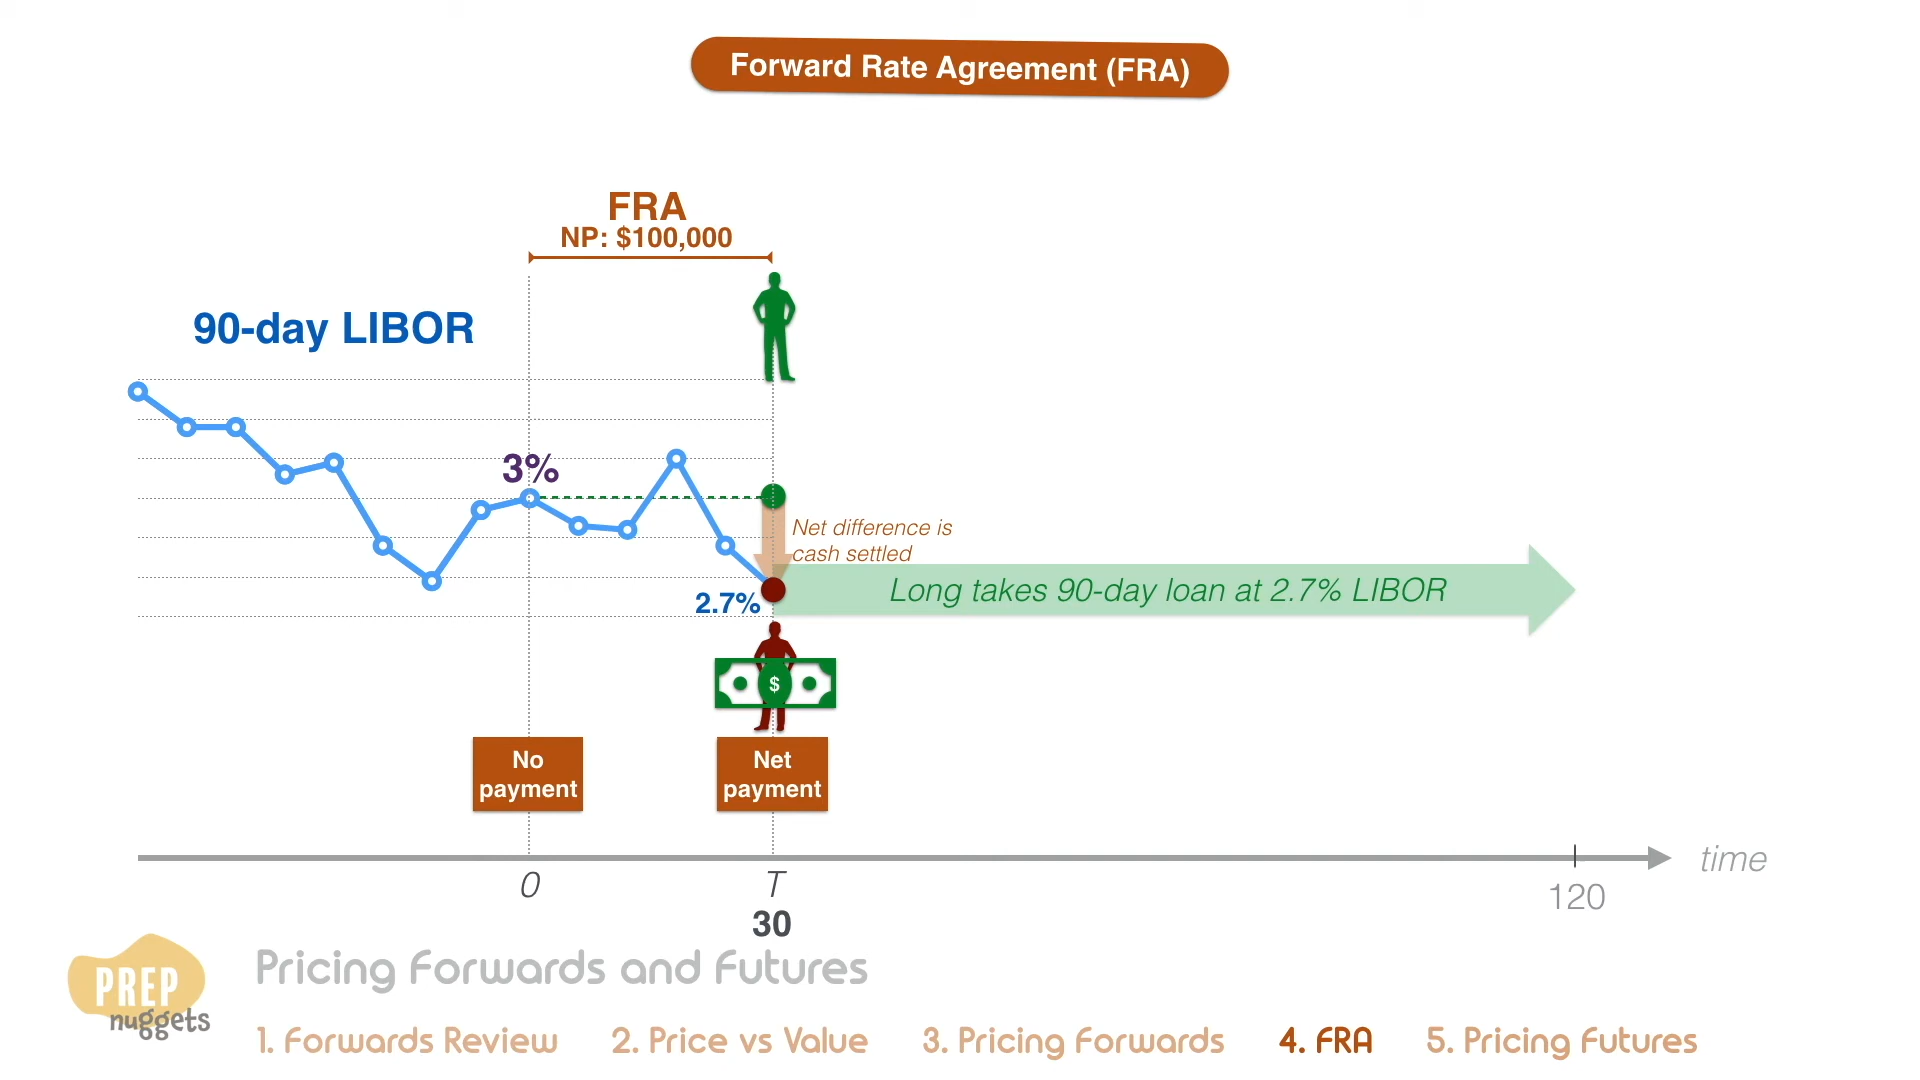 Forward Rate Agreement (FRA)
FRA
NP: $100,000
90-day LIBOR
3%
Net difference is
cash settled
Long takes 90-day loan at 2.7% LIBOR
2.7%
$
No
payment
Net
payment
time
0
T
120
30
PREP
nuggets
Pricing Forwards and Futures
1. Forwards Review
2. Price vs Value
3. Pricing Forwards
4. FRA
5. Pricing Futures